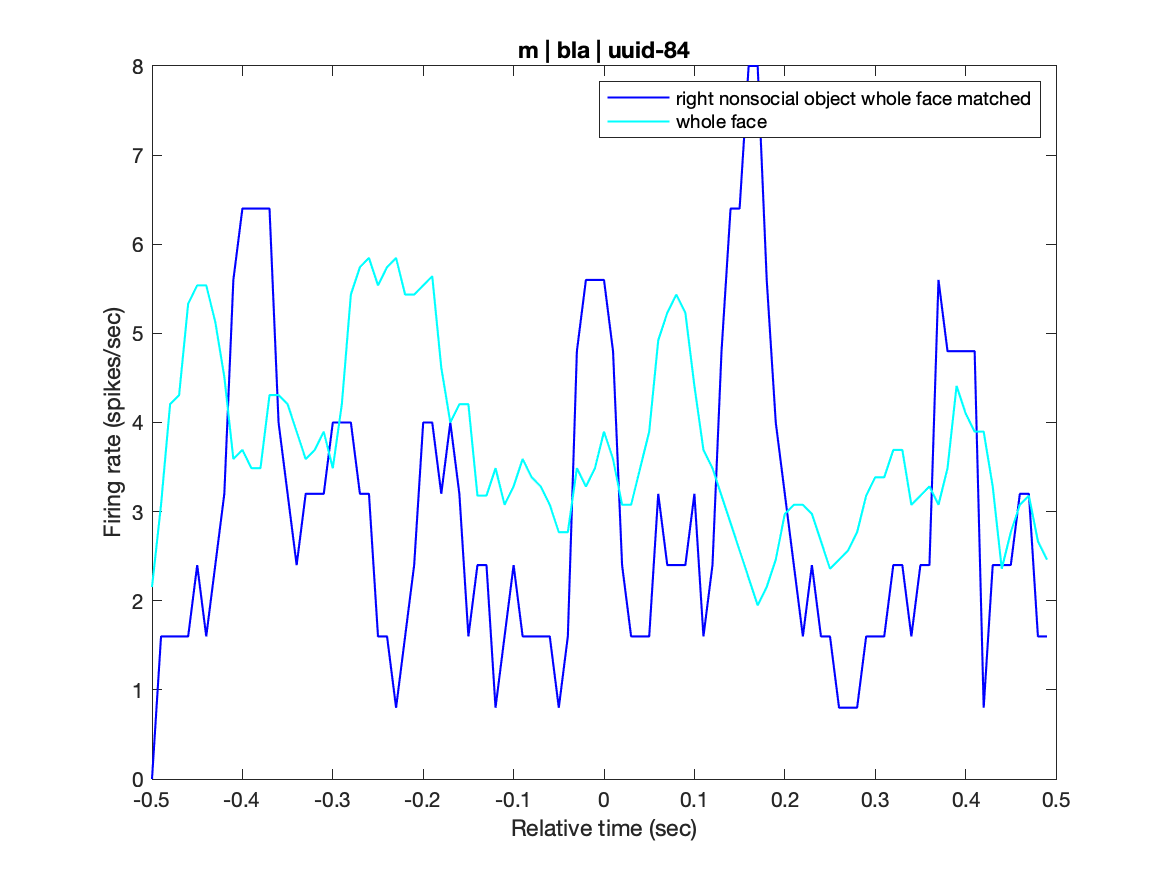 m | bla | uuid-84
right nonsocial object whole face matched
whole face
8
7
6
5
4
3
2
1
0
Firing rate (spikes/sec)
-0.5 -0.4 -0.3 -0.2 -0.1 0 0.1 0.2 0.3 0.4 0.5
Relative time (sec)